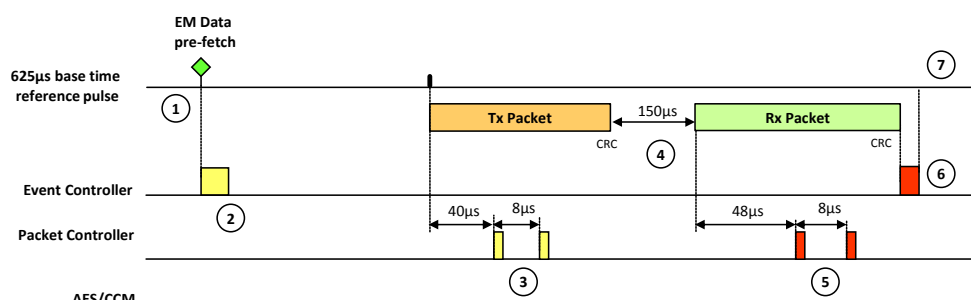 EM Data
pre-fetch
625µs base time
reference pulse
7
1
Tx Packet
150µs
Rx Packet
CRC
4
CRC
6
Event Controller
2
40µs
8µs
48µs
8µs
Packet Controller
3
5
AES/CCM